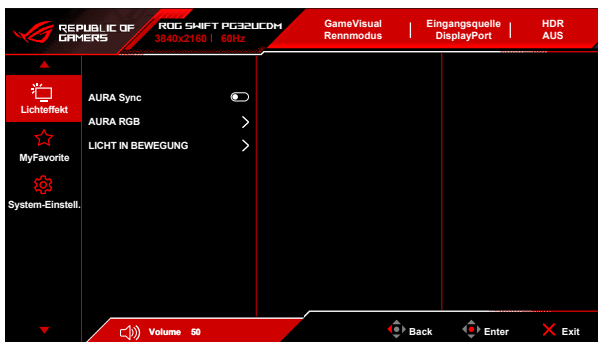 REPUBLIC OF
GAMERS
ROG SWIFT PG32UCDM
3840x2160 | 60Hz
GameVisual
Rennmodus
Eingangsquelle
DisplayPort
HDR
AUS
Lichteffekt
MyFavorite
System-Einstell.
AURA Sync
AURA RGB
LICHT IN BEWEGUNG
Volume 50
Back
Enter
Exit